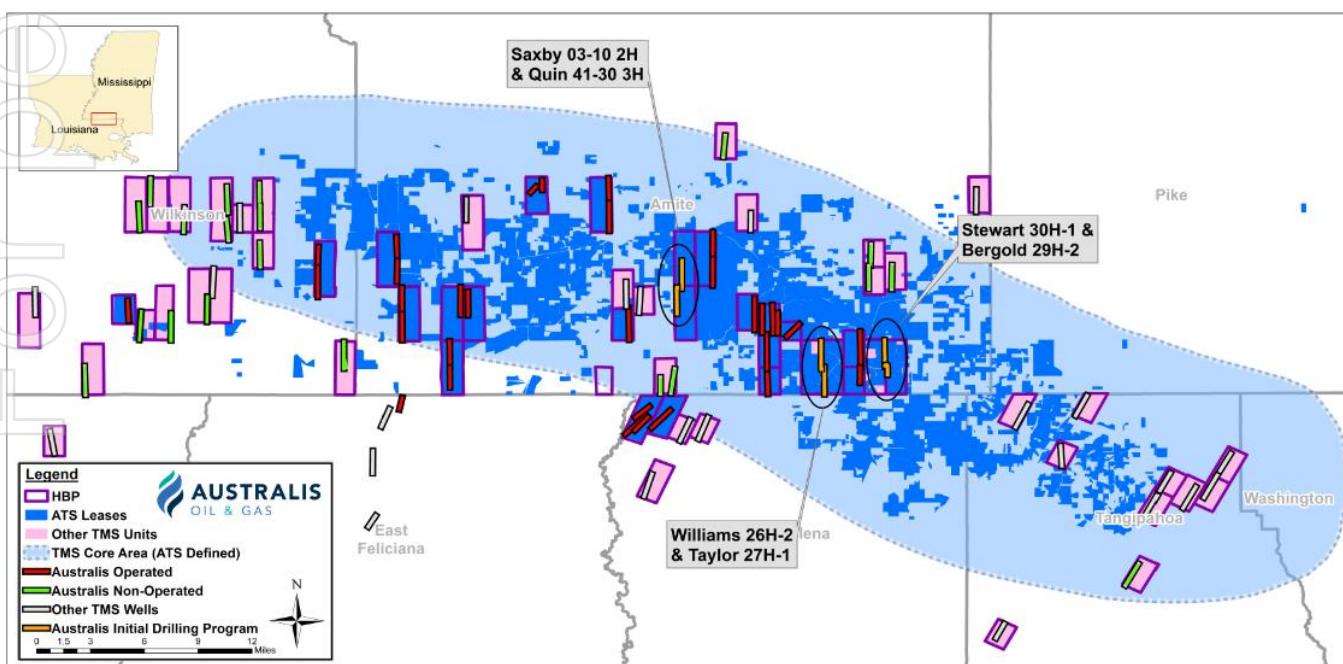 Mississippi
Louisiana
Saxby 03-10 2H
& Quin 41-30 3H
Wilkinson
Amite
Pike
Stewart 30H-1 &
Bergold 29H-2
Legend
HBP
ATS Leases
Other TMS Units
TMS Core Area (ATS Defined)
Australis Operated
Australis Non-Operated
Other TMS Wells
Australis Initial Drilling Program
0 1.5 3 6 9 12
Miles
AUSTRALIS
OIL & GAS
N
East
Feliciana
Williams 26H-2
& Taylor 27H-1
lena
Tangipahoa
Washington